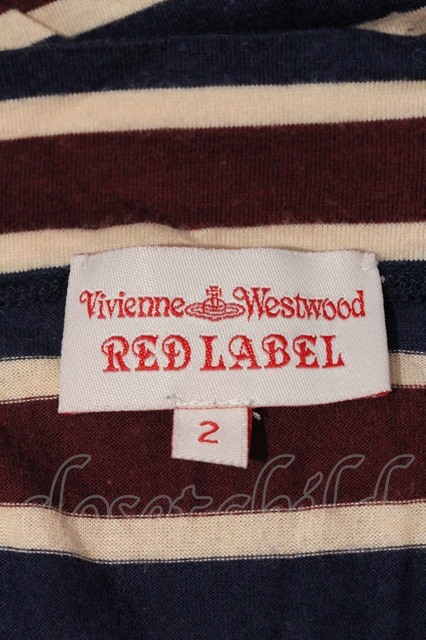 Vivienne Westwood
RED LABEL
2
closetchild